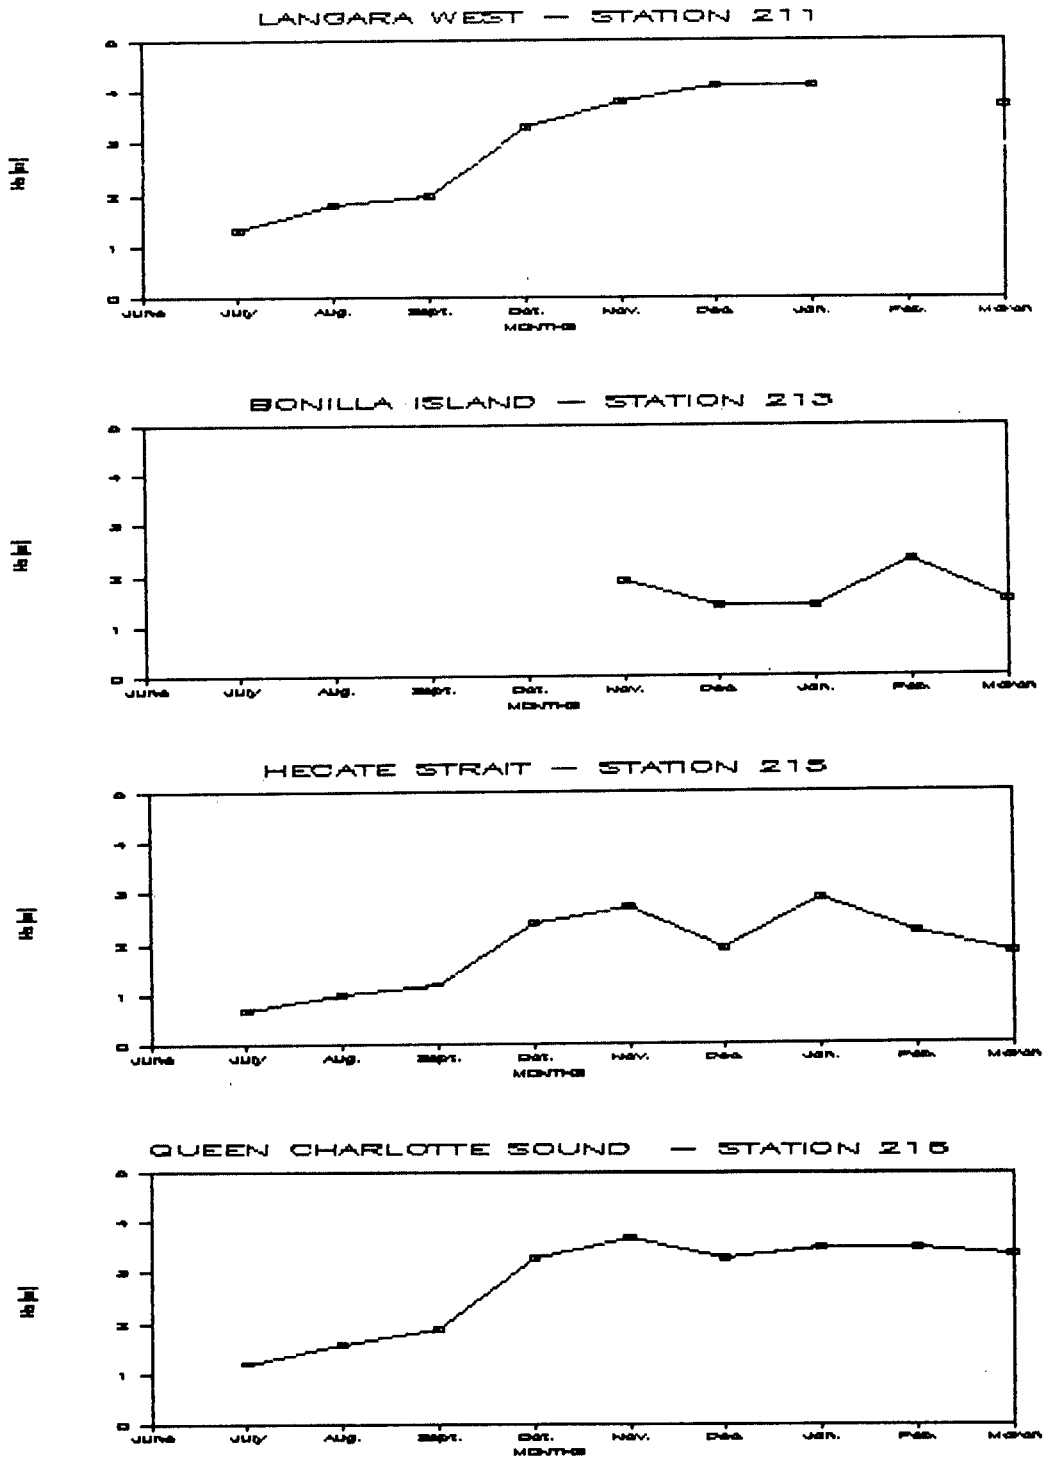 LANGARA WEST — STATION 211
5
4
3
2
1
0
Hs [m]
June July Aug. Sept. Oct. Nov. Dec. Jan. Feb. March
MONTHS
BONILLA ISLAND — STATION 213
5
4
3
2
1
0
Hs [m]
June July Aug. Sept. Oct. Nov. Dec. Jan. Feb. March
MONTHS
HECATE STRAIT — STATION 215
5
4
3
2
1
0
Hs [m]
June July Aug. Sept. Oct. Nov. Dec. Jan. Feb. March
MONTHS
QUEEN CHARLOTTE SOUND — STATION 216
5
4
3
2
1
0
Hs [m]
June July Aug. Sept. Oct. Nov. Dec. Jan. Feb. March
MONTHS